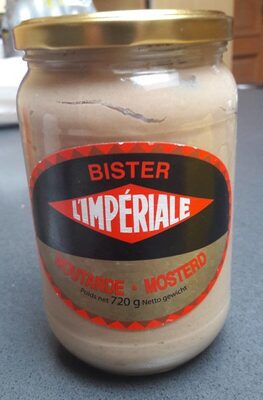 BISTER
L'IMPÉRIALE
MOUTARDE - MOSTERD
Poids net 720 g Netto gewicht